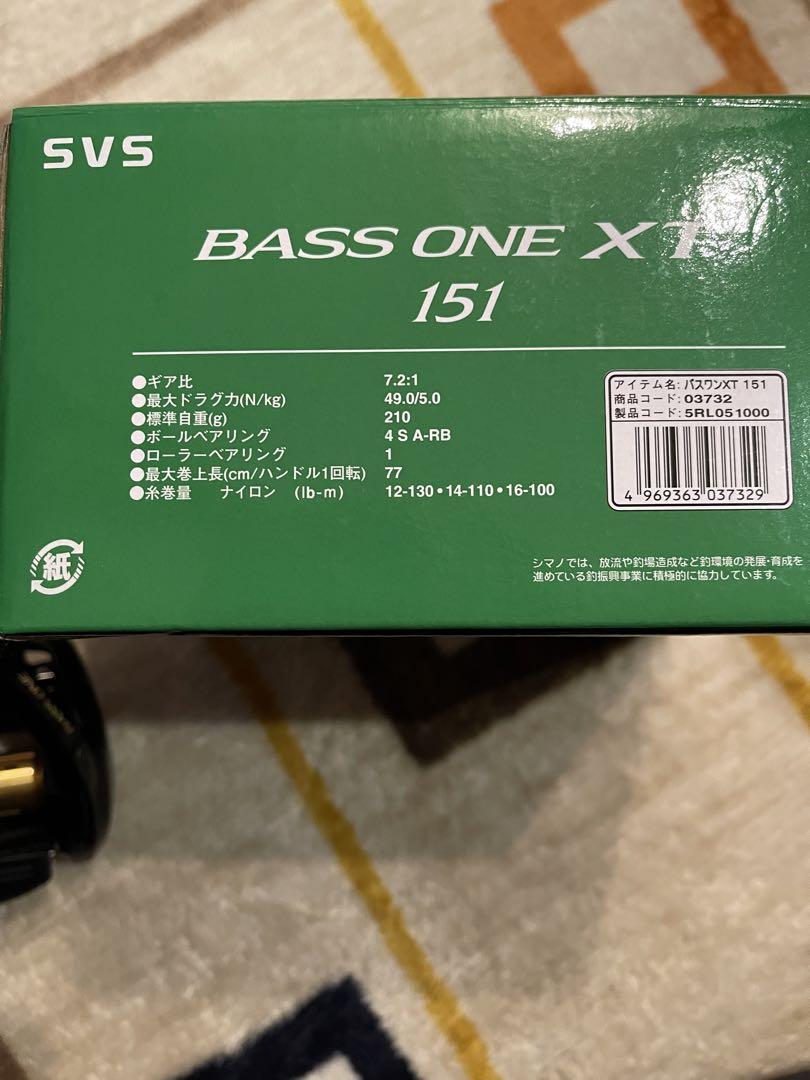 SVS
BASS ONE XT
151
●ギア比 7.2:1
●最大ドラグ力(N/kg) 49.0/5.0
●標準自重(g) 210
●ボールベアリング 4 S A-RB
●ローラーベアリング 1
●最大巻上長(cm/ハンドル1回転) 77
●糸巻量 ナイロン (lb-m) 12-130・14-110・16-100
アイテム名: バスワンXT 151
商品コード: 03732
製品コード: 5RL051000
4 969363 037329
紙
シマノでは、放流や釣場造成など釣環境の発展・育成を
進めている釣振興事業に積極的に協力しています。